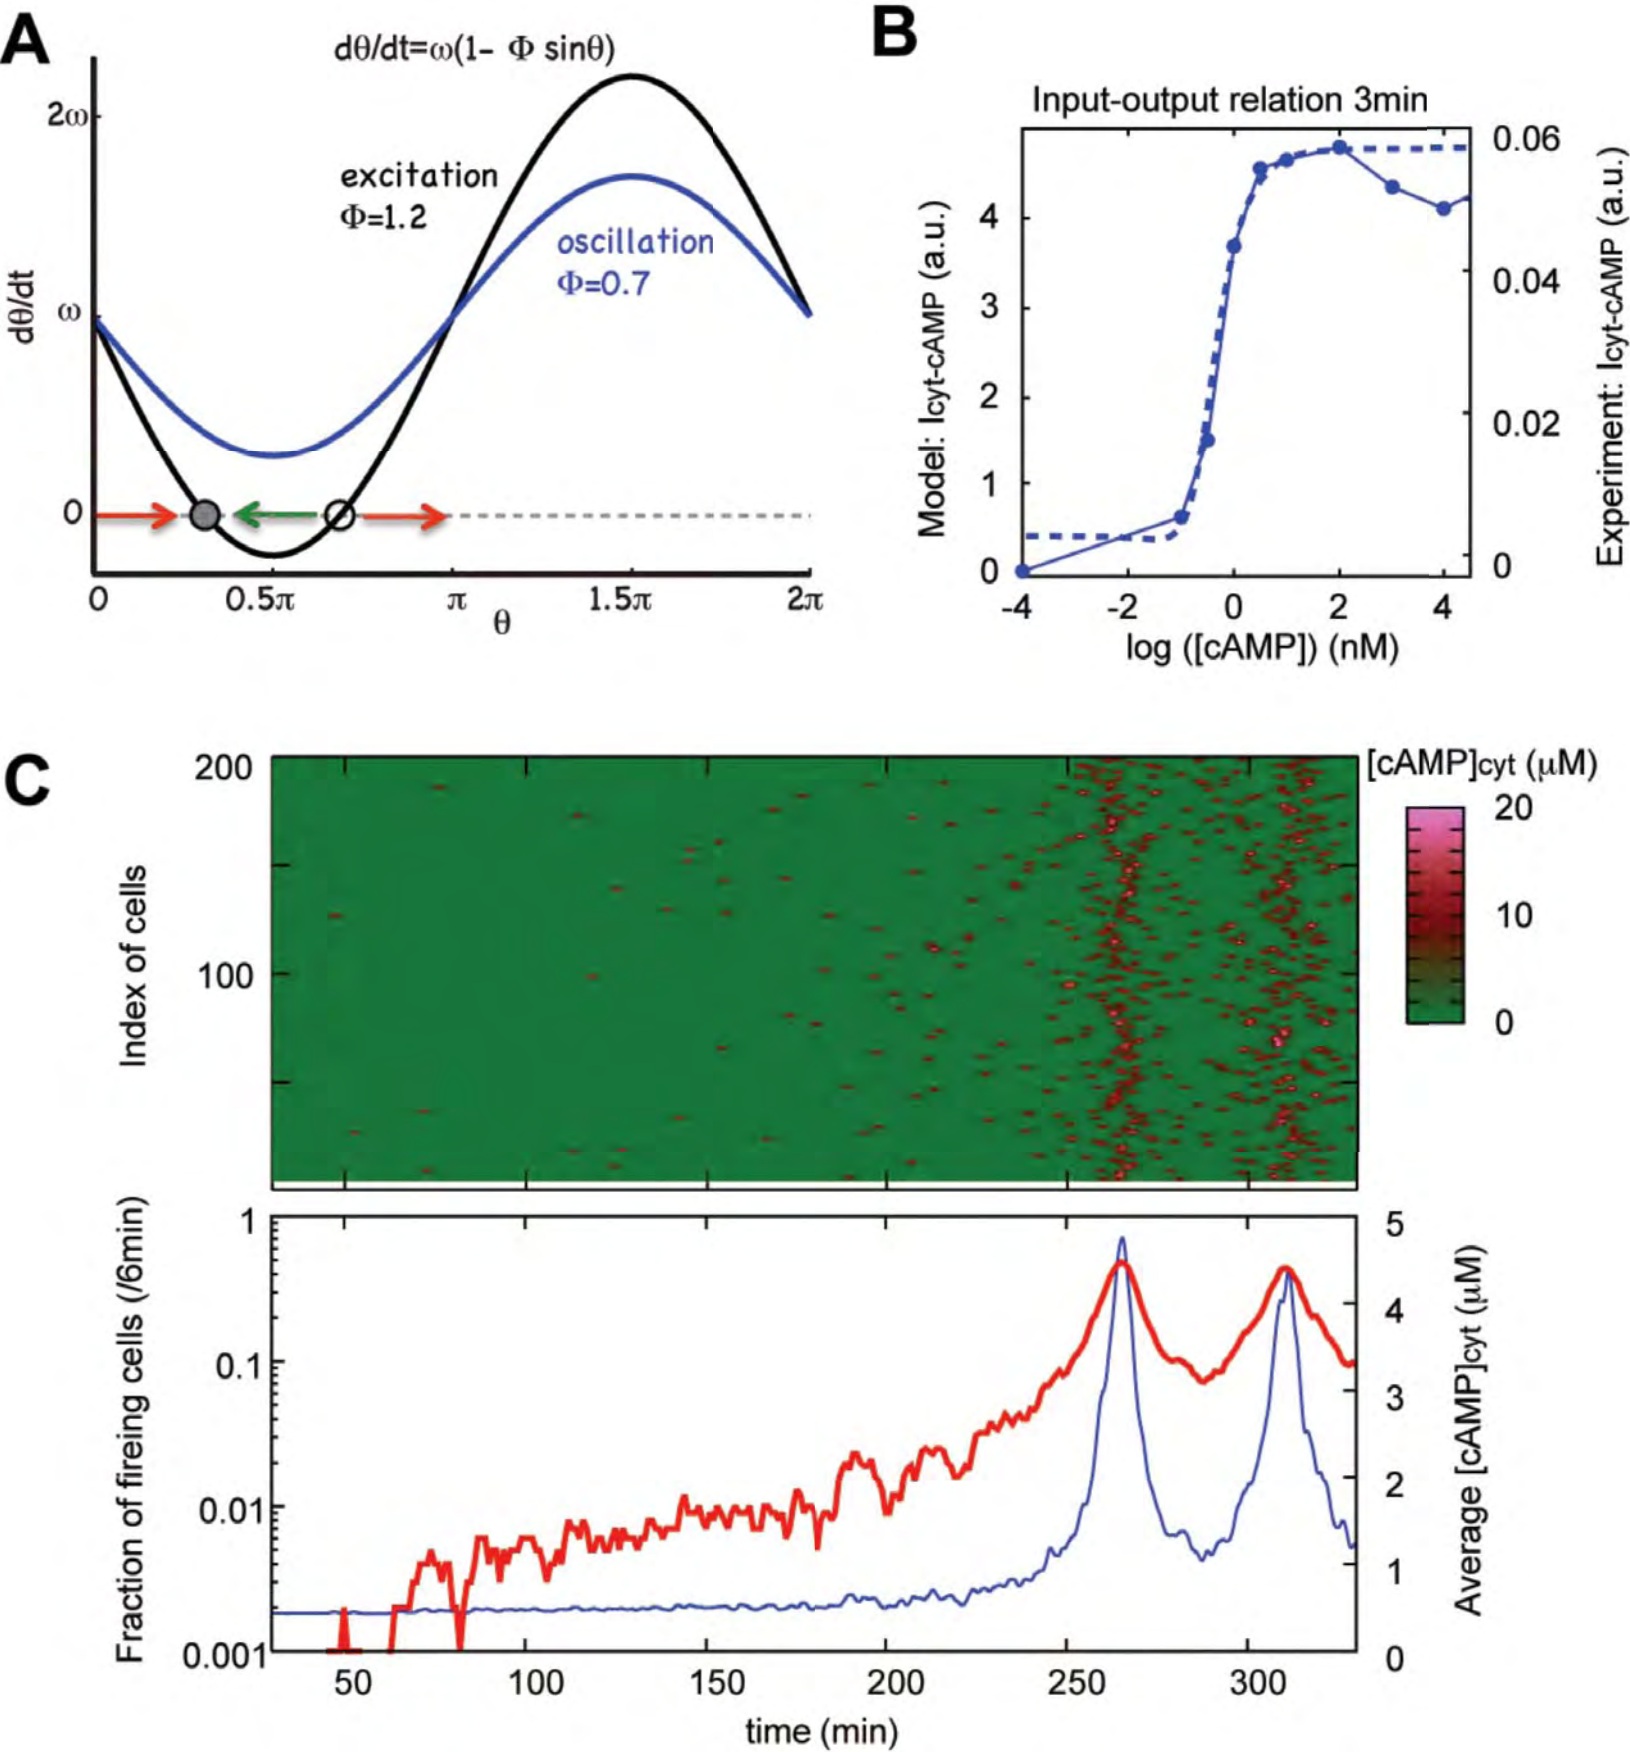 A
dθ/dt=ω(1- Φ sinθ)
2ω
ω
0
dθ/dt
excitation
Φ=1.2
oscillation
Φ=0.7
0
0.5π
π
1.5π
2π
θ
B
Input-output relation 3min
Model: Icyt-cAMP (a.u.)
4
3
2
1
0
0.06
0.04
0.02
0
Experiment: Icyt-cAMP (a.u.)
-4
-2
0
2
4
log ([cAMP]) (nM)
C
200
100
Index of cells
[cAMP]cyt (μM)
20
10
0
Fraction of fireing cells (/6min)
1
0.1
0.01
0.001
5
4
3
2
1
0
Average [cAMP]cyt (μM)
50
100
150
200
250
300
time (min)